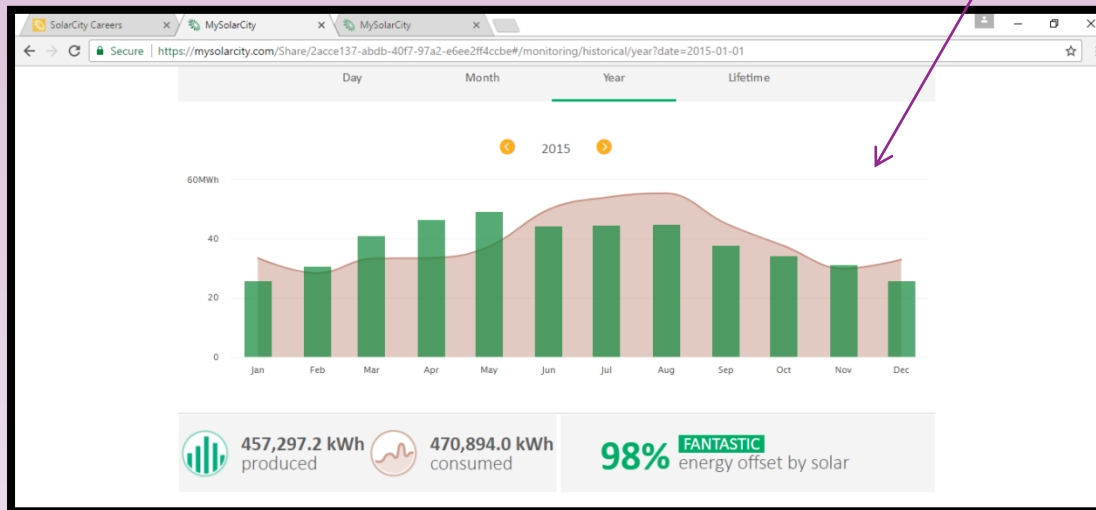 SolarCity Careers × MySolarCity × MySolarCity ×
Secure https://mysolarcity.com/Share/2acce137-abdb-40f7-97a2-e6ee2ff4ccbe#/monitoring/historical/year?date=2015-01-01
Day Month Year Lifetime
2015
60MWh
40
20
0
Jan Feb Mar Apr May Jun Jul Aug Sep Oct Nov Dec
457,297.2 kWh
produced
470,894.0 kWh
consumed
98%
FANTASTIC
energy offset by solar